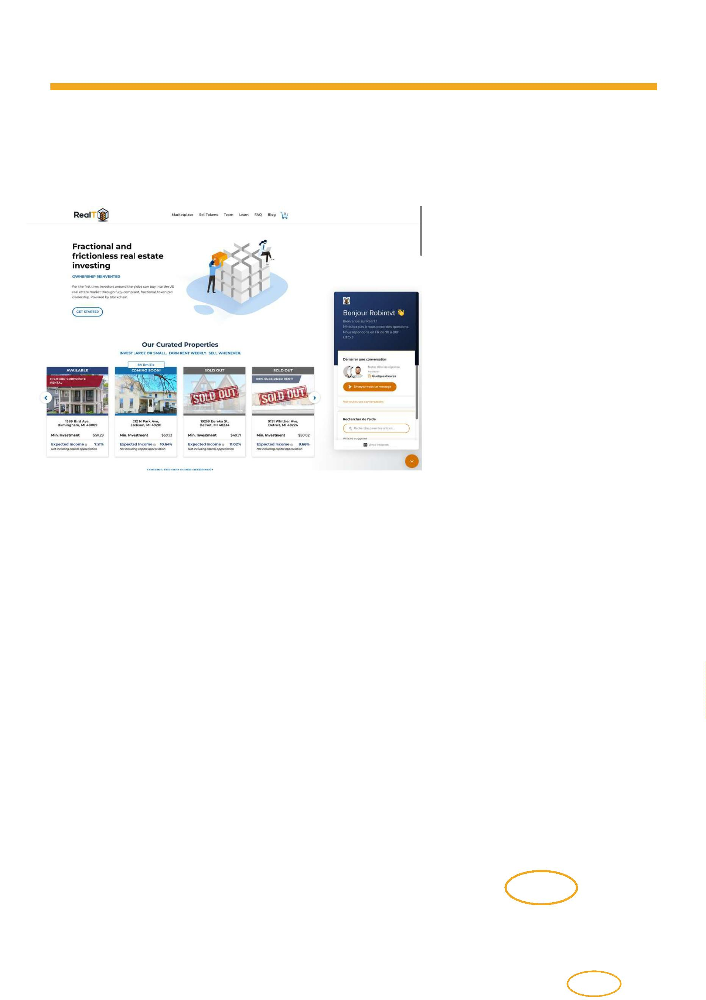 RealT
Marketplace Sell Tokens Team Learn FAQ Blog 0
Fractional and
frictionless real estate
investing
OWNERSHIP REINVENTED
For the first time, investors around the globe can buy into the US
real estate market through fully-compliant, fractional, tokenized
ownership. Powered by blockchain.
GET STARTED
Our Curated Properties
INVEST LARGE OR SMALL. EARN RENT WEEKLY. SELL WHENEVER.
AVAILABLE
HIGH-END CORPORATE
RENTAL
1389 Bird Ave,
Birmingham, MI 48009
Min. Investment $50.29
Expected Income 7.51%
Not including capital appreciation
8h 11m 21s
COMING SOON!
212 N Park Ave,
Jackson, MI 49201
Min. Investment $50.72
Expected Income 10.64%
Not including capital appreciation
SOLD OUT
SOLD OUT
19268 Eureka St,
Detroit, MI 48234
Min. Investment $49.71
Expected Income 11.02%
Not including capital appreciation
SOLD OUT
100% SUBSIDIZED RENT!
SOLD OUT
9151 Whittier Ave,
Detroit, MI 48224
Min. Investment $50.02
Expected Income 9.66%
Not including capital appreciation
LOOKING FOR OUR OLDER OFFERINGS?
Bonjour Robintvt 👋
Bienvenue sur RealT !
N'hésitez pas à nous poser des questions.
Nous répondons en FR de 9h à 00h
UTC+2
Démarrer une conversation
Notre délai de réponse
habituel
Quelques heures
Envoyez-nous un message
Voir toutes vos conversations
Rechercher de l'aide
Recherche parmi les articles...
Articles suggérés
Avec Intercom